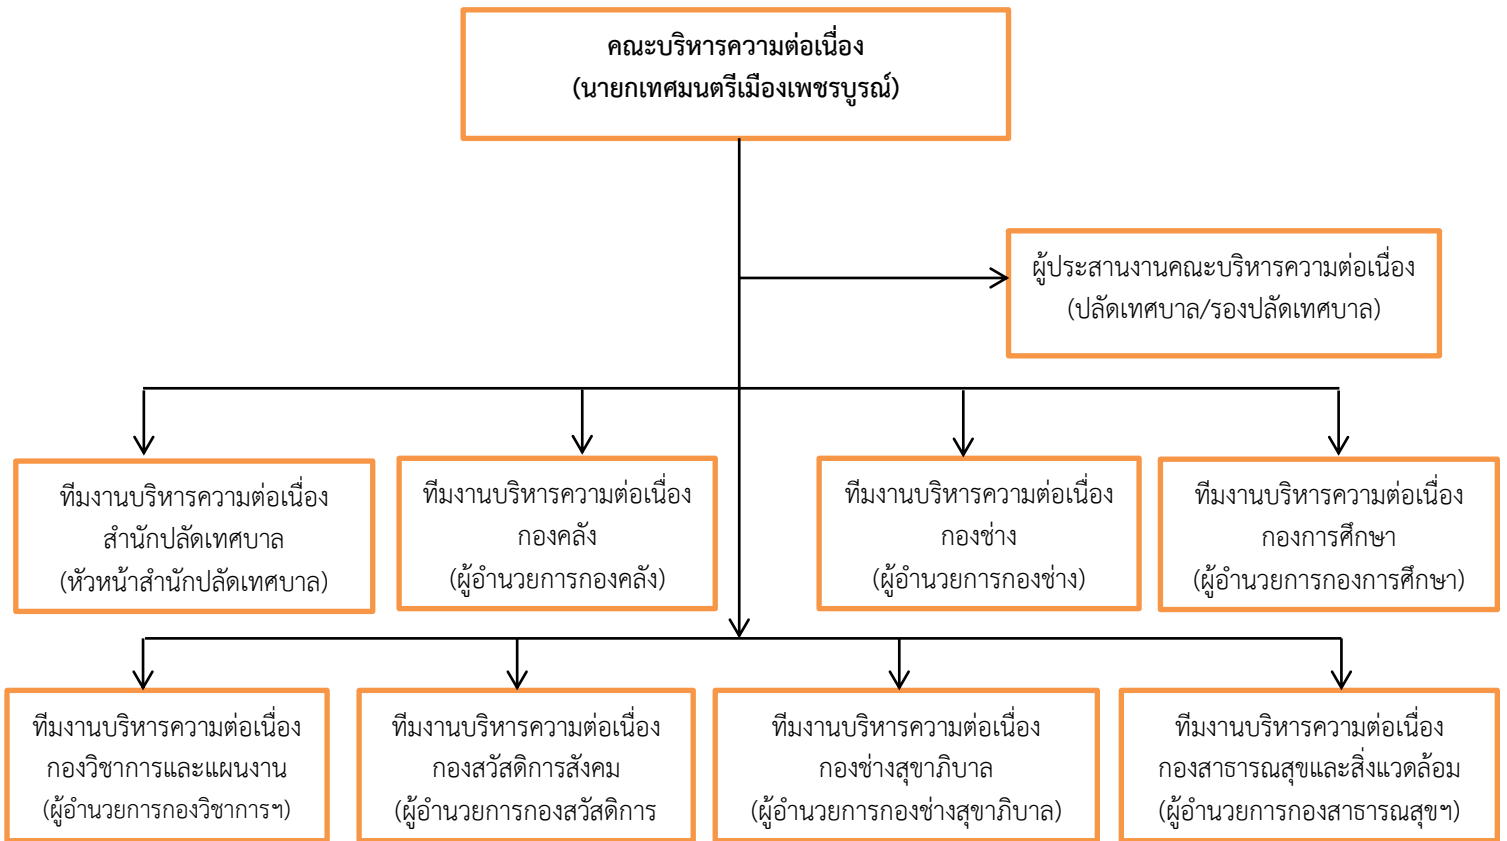 คณะบริหารความต่อเนื่อง
(นายกเทศมนตรีเมืองเพชรบูรณ์)
ผู้ประสานงานคณะบริหารความต่อเนื่อง
(ปลัดเทศบาล/รองปลัดเทศบาล)
ทีมงานบริหารความต่อเนื่อง
สำนักปลัดเทศบาล
(หัวหน้าสำนักปลัดเทศบาล)
ทีมงานบริหารความต่อเนื่อง
กองคลัง
(ผู้อำนวยการกองคลัง)
ทีมงานบริหารความต่อเนื่อง
กองช่าง
(ผู้อำนวยการกองช่าง)
ทีมงานบริหารความต่อเนื่อง
กองการศึกษา
(ผู้อำนวยการกองการศึกษา)
ทีมงานบริหารความต่อเนื่อง
กองวิชาการและแผนงาน
(ผู้อำนวยการกองวิชาการฯ)
ทีมงานบริหารความต่อเนื่อง
กองสวัสดิการสังคม
(ผู้อำนวยการกองสวัสดิการ
ทีมงานบริหารความต่อเนื่อง
กองช่างสุขาภิบาล
(ผู้อำนวยการกองช่างสุขาภิบาล)
ทีมงานบริหารความต่อเนื่อง
กองสาธารณสุขและสิ่งแวดล้อม
(ผู้อำนวยการกองสาธารณสุขฯ)